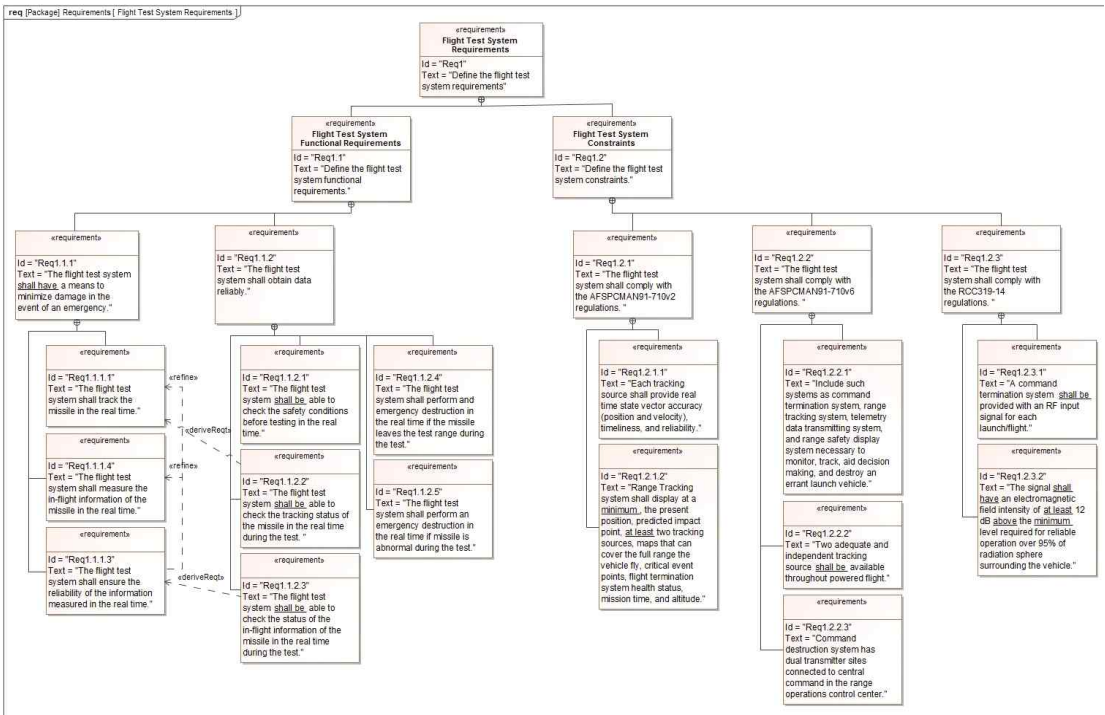 req [Package] Requirements [ Flight Test System Requirements ]
«requirement»
Flight Test System
Requirements
Id = "Req1"
Text = "Define the flight test
system requirements"
«requirement»
Flight Test System
Functional Requirements
Id = "Req1.1"
Text = "Define the flight test
system functional
requirements."
«requirement»
Flight Test System
Constraints
Id = "Req1.2"
Text = "Define the flight test
system constraints."
«requirement»
Id = "Req1.1.1"
Text = "The flight test system
shall have a means to
minimize damage in the
event of an emergency."
«requirement»
Id = "Req1.1.2"
Text = "The flight test
system shall obtain data
reliably."
«requirement»
Id = "Req1.2.1"
Text = "The flight test
system shall comply with
the AFSPCMAN91-710v2
regulations. "
«requirement»
Id = "Req1.2.2"
Text = "The flight test
system shall comply with
the AFSPCMAN91-710v6
regulations. "
«requirement»
Id = "Req1.2.3"
Text = "The flight test
system shall comply with
the RCC319-14
regulations. "
«requirement»
Id = "Req1.1.1.1"
Text = "The flight test
system shall track the
missile in the real time."
«requirement»
Id = "Req1.1.1.4"
Text = "The flight test
system shall measure the
in-flight information of the
missile in the real time."
«requirement»
Id = "Req1.1.1.3"
Text = "The flight test
system shall ensure the
reliability of the information
measured in the real time."
«refine»
«deriveReqt»
«refine»
«deriveReqt»
«requirement»
Id = "Req1.1.2.1"
Text = "The flight test
system shall be able to
check the safety conditions
before testing in the real
time."
«requirement»
Id = "Req1.1.2.2"
Text = "The flight test
system shall be able to
check the tracking status of
the missile in the real time
during the test."
«requirement»
Id = "Req1.1.2.3"
Text = "The flight test
system shall be able to
check the status of the
in-flight information of the
missile in the real time
during the test."
«requirement»
Id = "Req1.1.2.4"
Text = "The flight test
system shall perform and
emergency destruction in
the real time if the missile
leaves the test range during
the test."
«requirement»
Id = "Req1.1.2.5"
Text = "The flight test
system shall perform an
emergency destruction in
the real time if missile is
abnormal during the test."
«requirement»
Id = "Req1.2.1.1"
Text = "Each tracking
source shall provide real
time state vector accuracy
(position and velocity),
timeliness, and reliability."
«requirement»
Id = "Req1.2.1.2"
Text = "Range Tracking
system shall display at a
minimum , the present
position, predicted impact
point, at least two tracking
sources, maps that can
cover the full range the
vehicle fly, critical event
points, flight termination
system health status,
mission time, and altitude."
«requirement»
Id = "Req1.2.2.1"
Text = "Include such
systems as command
termination system, range
tracking system, telemetry
data transmitting system,
and range safety display
system necessary to
monitor, track, aid decision
making, and destroy an
errant launch vehicle."
«requirement»
Id = "Req1.2.2.2"
Text = "Two adequate and
independent tracking
source shall be available
throughout powered flight."
«requirement»
Id = "Req1.2.2.3"
Text = "Command
destruction system has
dual transmitter sites
connected to central
command in the range
operations control center."
«requirement»
Id = "Req1.2.3.1"
Text = "A command
termination system shall be
provided with an RF input
signal for each
launch/flight."
«requirement»
Id = "Req1.2.3.2"
Text = "The signal shall
have an electromagnetic
field intensity of at least 12
dB above the minimum
level required for reliable
operation over 95% of
radiation sphere
surrounding the vehicle."